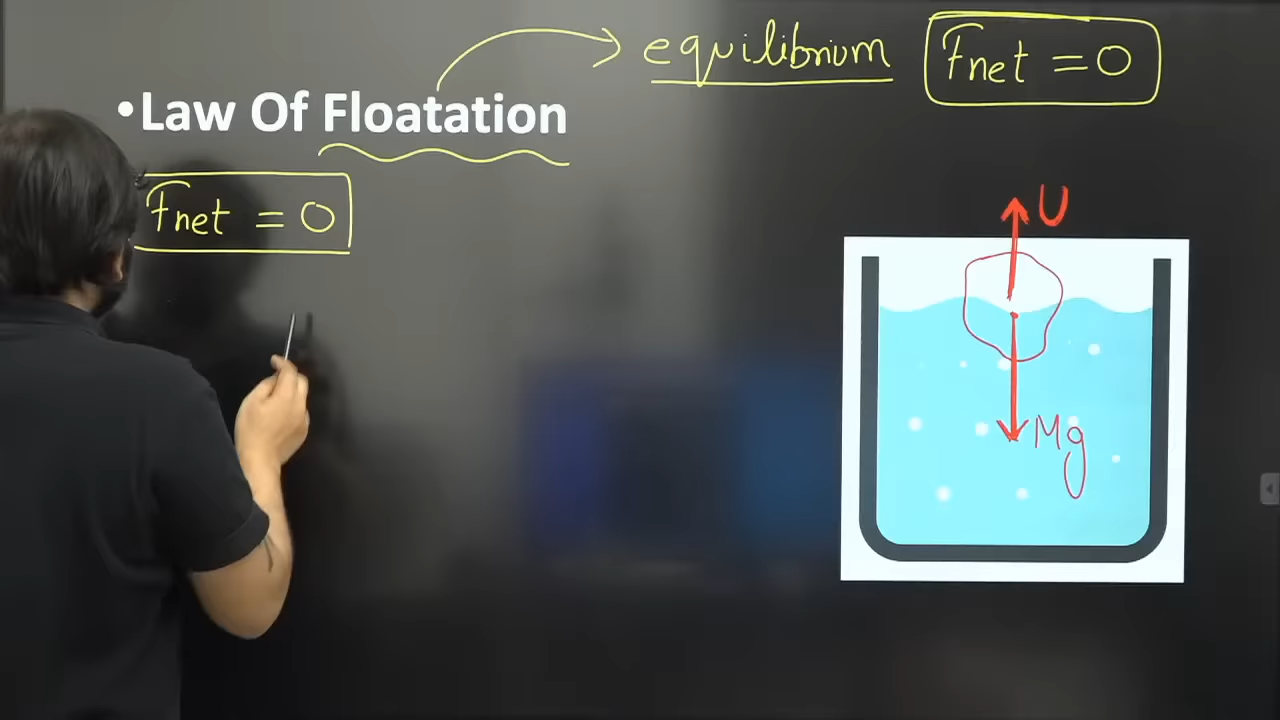 equilibrium Fnet = 0
•Law Of Floatation
Fnet = 0
U
Mg